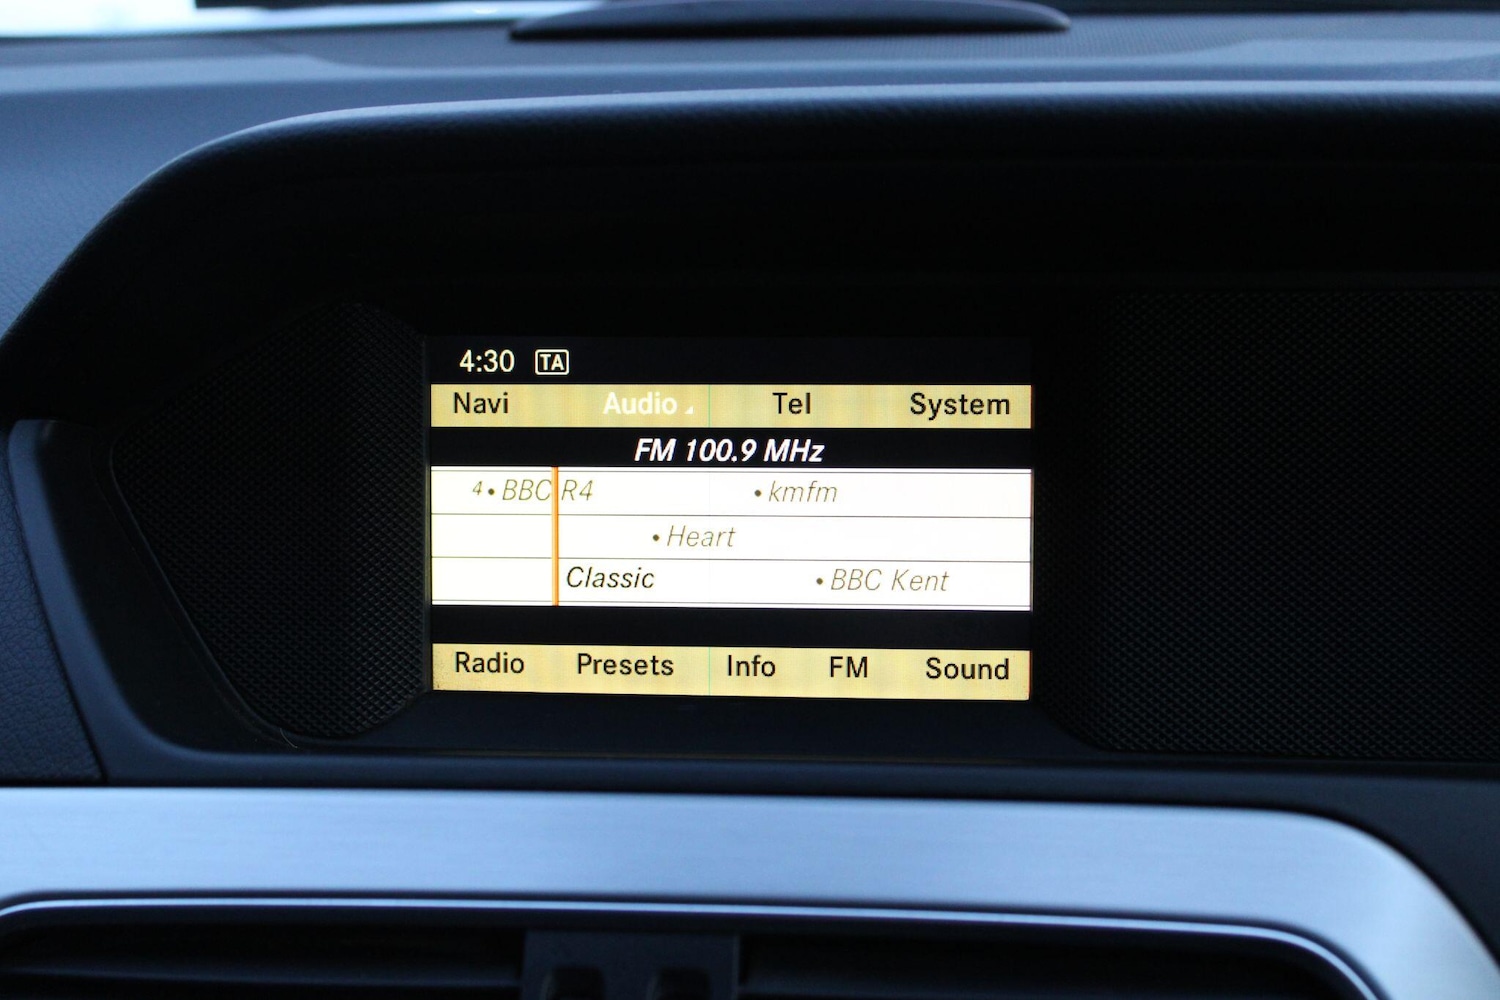 4:30 TA
Navi Audio Tel System
FM 100.9 MHz
4 • BBC R4 • kmfm
• Heart
Classic • BBC Kent
Radio Presets Info FM Sound